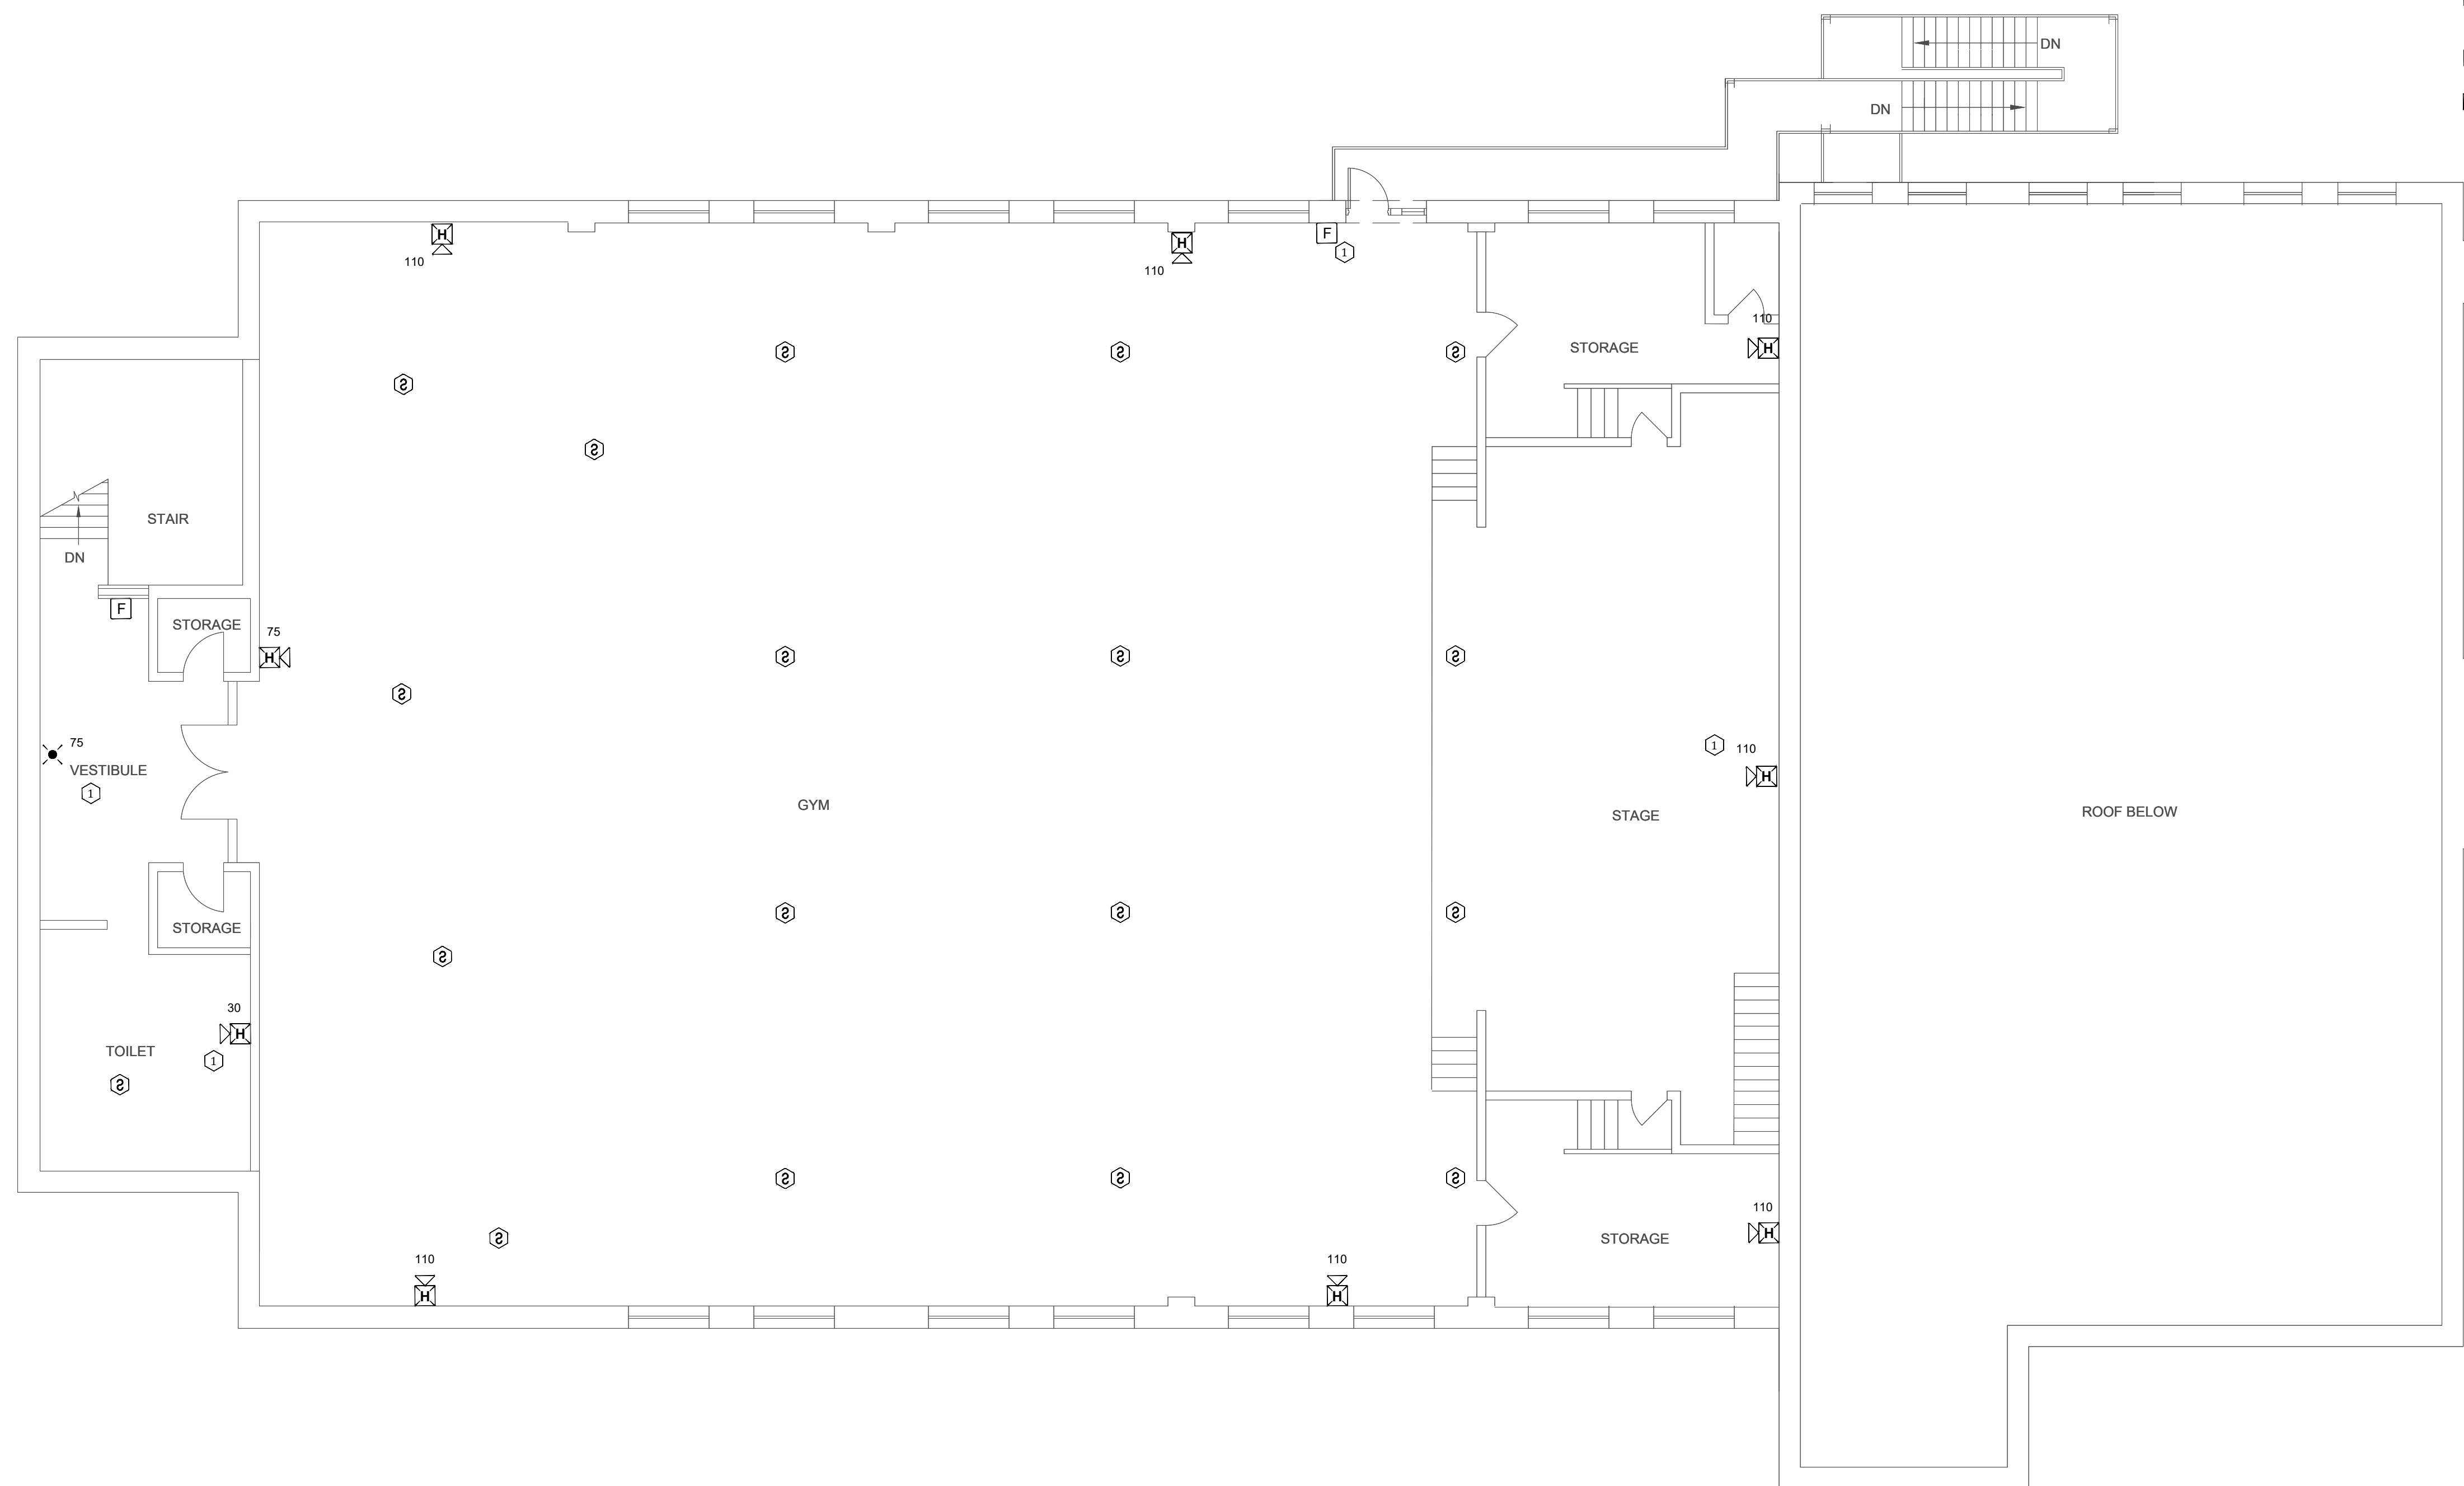 DN
DN
H
110
H
110
F
1
110
H
STORAGE
S
S
S
S
S
STAIR
DN
F
STORAGE
75
H
S
S
S
S
75
VESTIBULE
1
1
110
H
GYM
STAGE
ROOF BELOW
STORAGE
S
S
S
S
30
H
1
TOILET
S
S
S
S
110
H
STORAGE
S
110
H
110
H